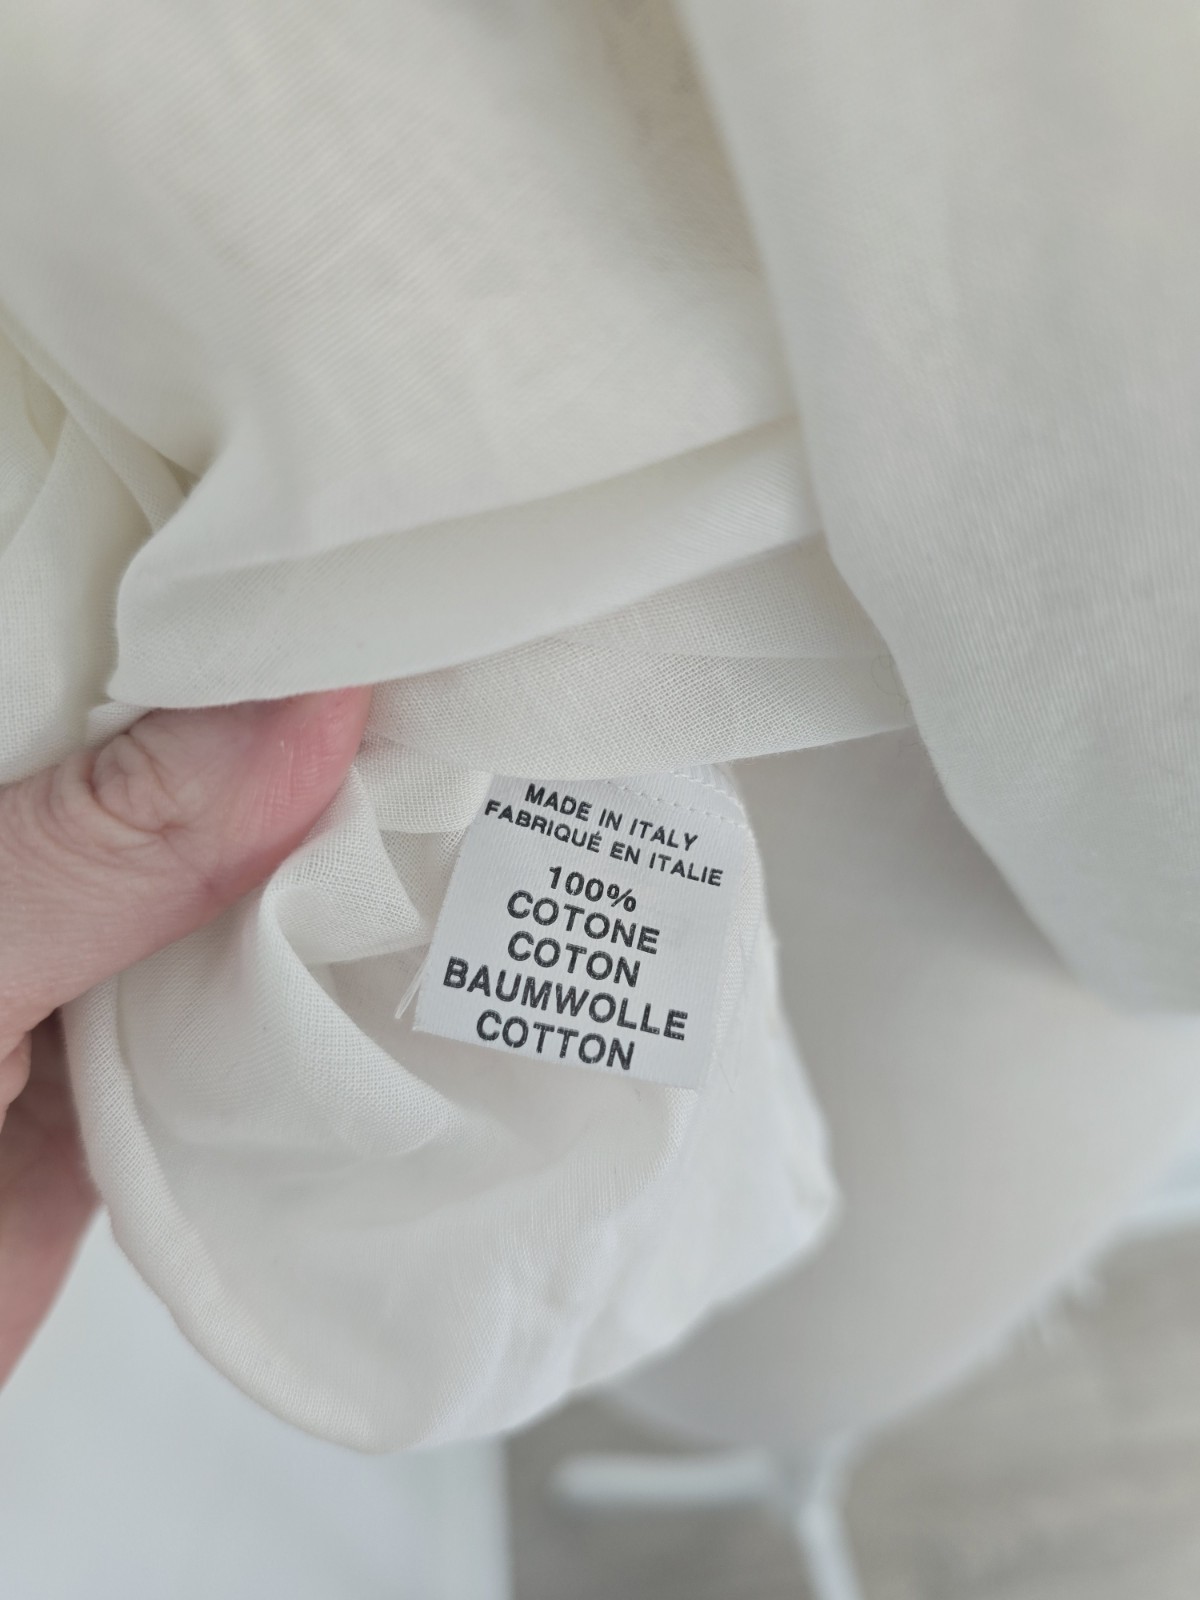 MADE IN ITALY
FABRIQUÉ EN ITALIE
100%
COTONE
COTON
BAUMWOLLE
COTTON